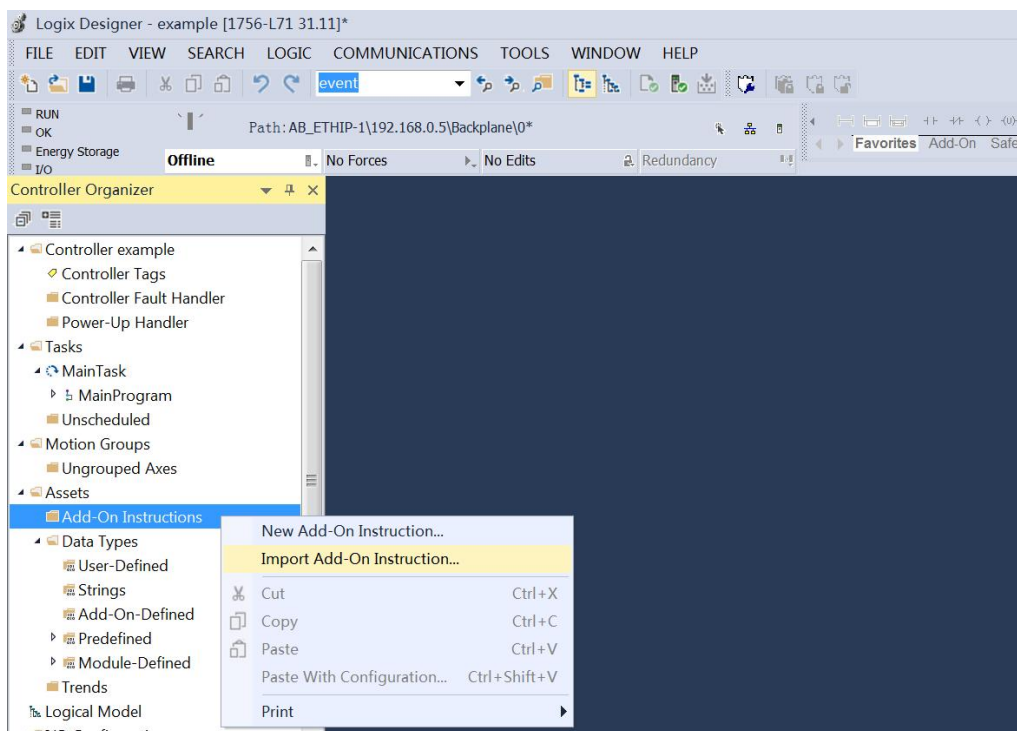 Logix Designer - example [1756-L71 31.11]*
FILE EDIT VIEW SEARCH LOGIC COMMUNICATIONS TOOLS WINDOW HELP
event
RUN
OK
Energy Storage
I/O
Path: AB_ETHIP-1\192.168.0.5\Backplane\0*
Offline No Forces No Edits Redundancy
Favorites Add-On Safe
Controller Organizer
Controller example
Controller Tags
Controller Fault Handler
Power-Up Handler
Tasks
MainTask
MainProgram
Unscheduled
Motion Groups
Ungrouped Axes
Assets
Add-On Instructions
Data Types
User-Defined
Strings
Add-On-Defined
Predefined
Module-Defined
Trends
Logical Model
New Add-On Instruction...
Import Add-On Instruction...
Cut Ctrl+X
Copy Ctrl+C
Paste Ctrl+V
Paste With Configuration... Ctrl+Shift+V
Print